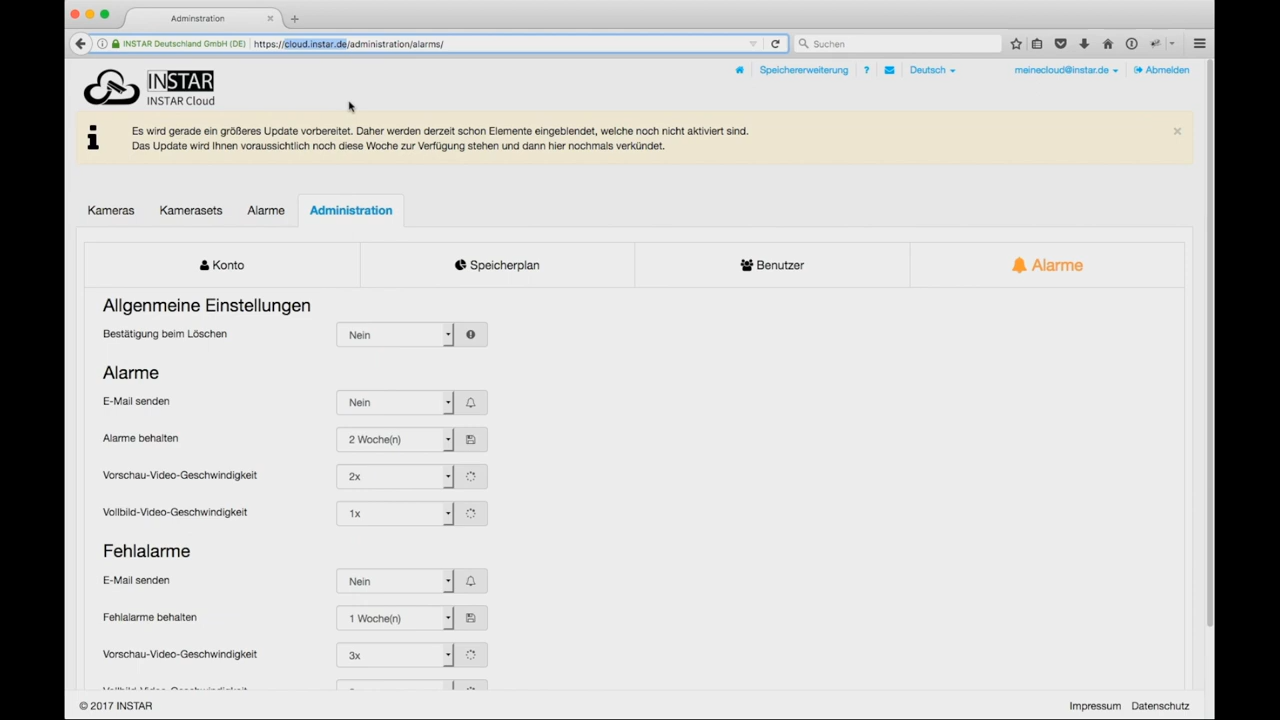 Adminstration
INSTAR Deutschland GmbH (DE) https://cloud.instar.de/administration/alarms/ Suchen
Speichererweiterung ? Deutsch meinecloud@instar.de Abmelden
INSTAR
INSTAR Cloud
Es wird gerade ein größeres Update vorbereitet. Daher werden derzeit schon Elemente eingeblendet, welche noch nicht aktiviert sind.
Das Update wird Ihnen voraussichtlich noch diese Woche zur Verfügung stehen und dann hier nochmals verkündet.
Kameras Kamerasets Alarme Administration
Konto Speicherplan Benutzer Alarme
Allgenmeine Einstellungen
Bestätigung beim Löschen Nein
Alarme
E-Mail senden Nein
Alarme behalten 2 Woche(n)
Vorschau-Video-Geschwindigkeit 2x
Vollbild-Video-Geschwindigkeit 1x
Fehlalarme
E-Mail senden Nein
Fehlalarme behalten 1 Woche(n)
Vorschau-Video-Geschwindigkeit 3x
© 2017 INSTAR Impressum Datenschutz